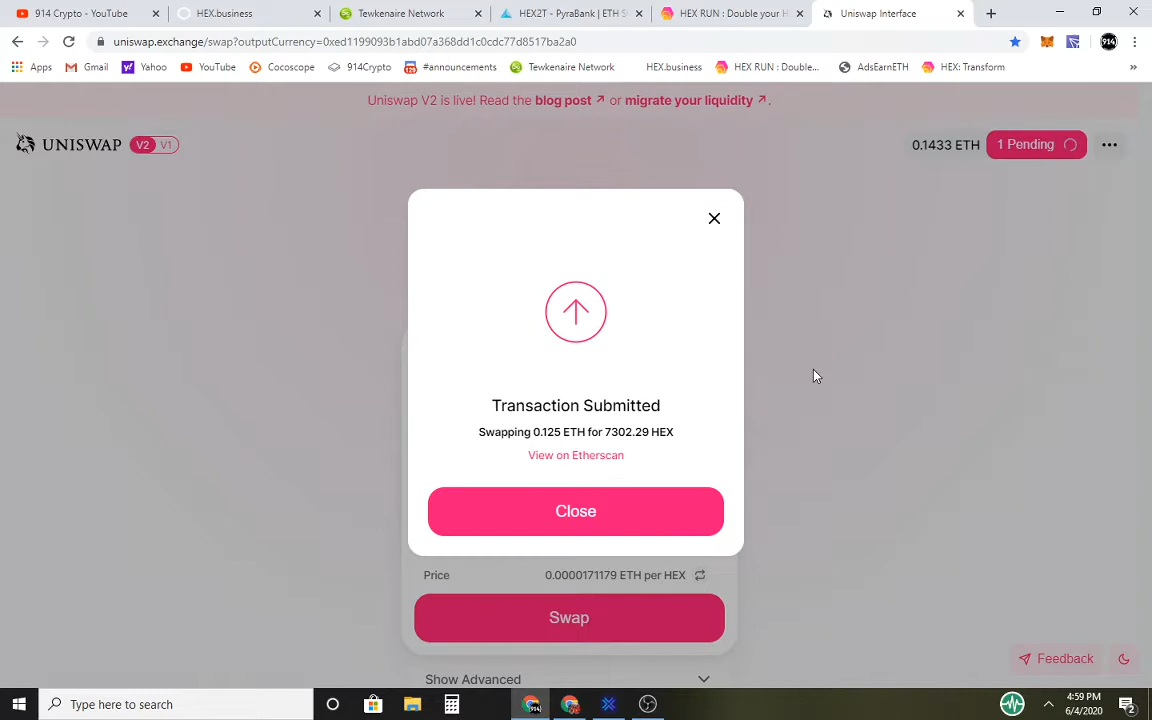 914 Crypto - YouTube
HEX.business
Tewkenaire Network
HEX2T - PyraBank | ETH S
HEX RUN : Double your H
Uniswap Interface
uniswap.exchange/swap?outputCurrency=0xed1199093b1abd07a368dd1c0cdc77d8517ba2a0
914
Apps
Gmail
Yahoo
YouTube
Cocoscope
914Crypto
#announcements
Tewkenaire Network
HEX.business
HEX RUN : Double...
AdsEarnETH
HEX: Transform
»
Uniswap V2 is live! Read the blog post ↗ or migrate your liquidity ↗.
UNISWAP
V2
V1
0.1433 ETH
1 Pending
Transaction Submitted
Swapping 0.125 ETH for 7302.29 HEX
View on Etherscan
Close
Price
0.0000171179 ETH per HEX
Swap
Show Advanced
Feedback
Type here to search
914
4:59 PM
6/4/2020
2